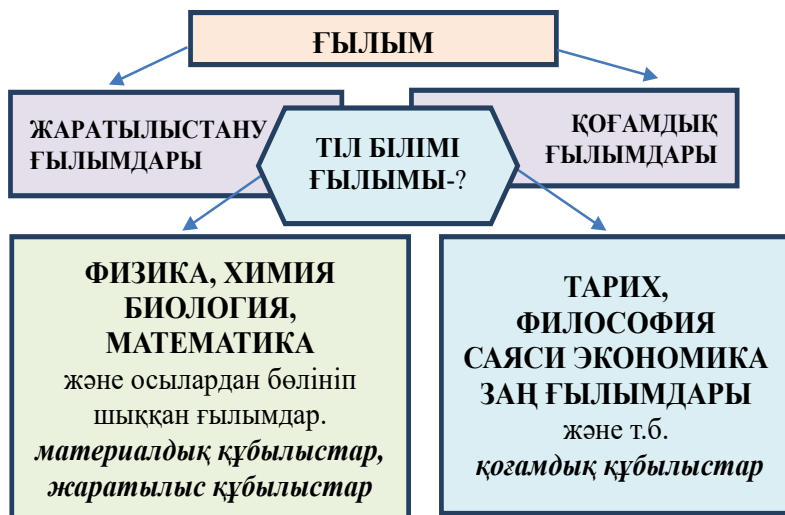 ҒЫЛЫМ
ЖАРАТЫЛЫСТАНУ
ҒЫЛЫМДАРЫ
ТІЛ БІЛІМІ
ҒЫЛЫМЫ-?
ҚОҒАМДЫҚ
ҒЫЛЫМДАРЫ
ФИЗИКА, ХИМИЯ
БИОЛОГИЯ,
МАТЕМАТИКА
және осылардан бөлініп
шыққан ғылымдар.
материалдық құбылыстар,
жаратылыс құбылыстар
ТАРИХ,
ФИЛОСОФИЯ
САЯСИ ЭКОНОМИКА
ЗАҢ ҒЫЛЫМДАРЫ
және т.б.
қоғамдық құбылыстар